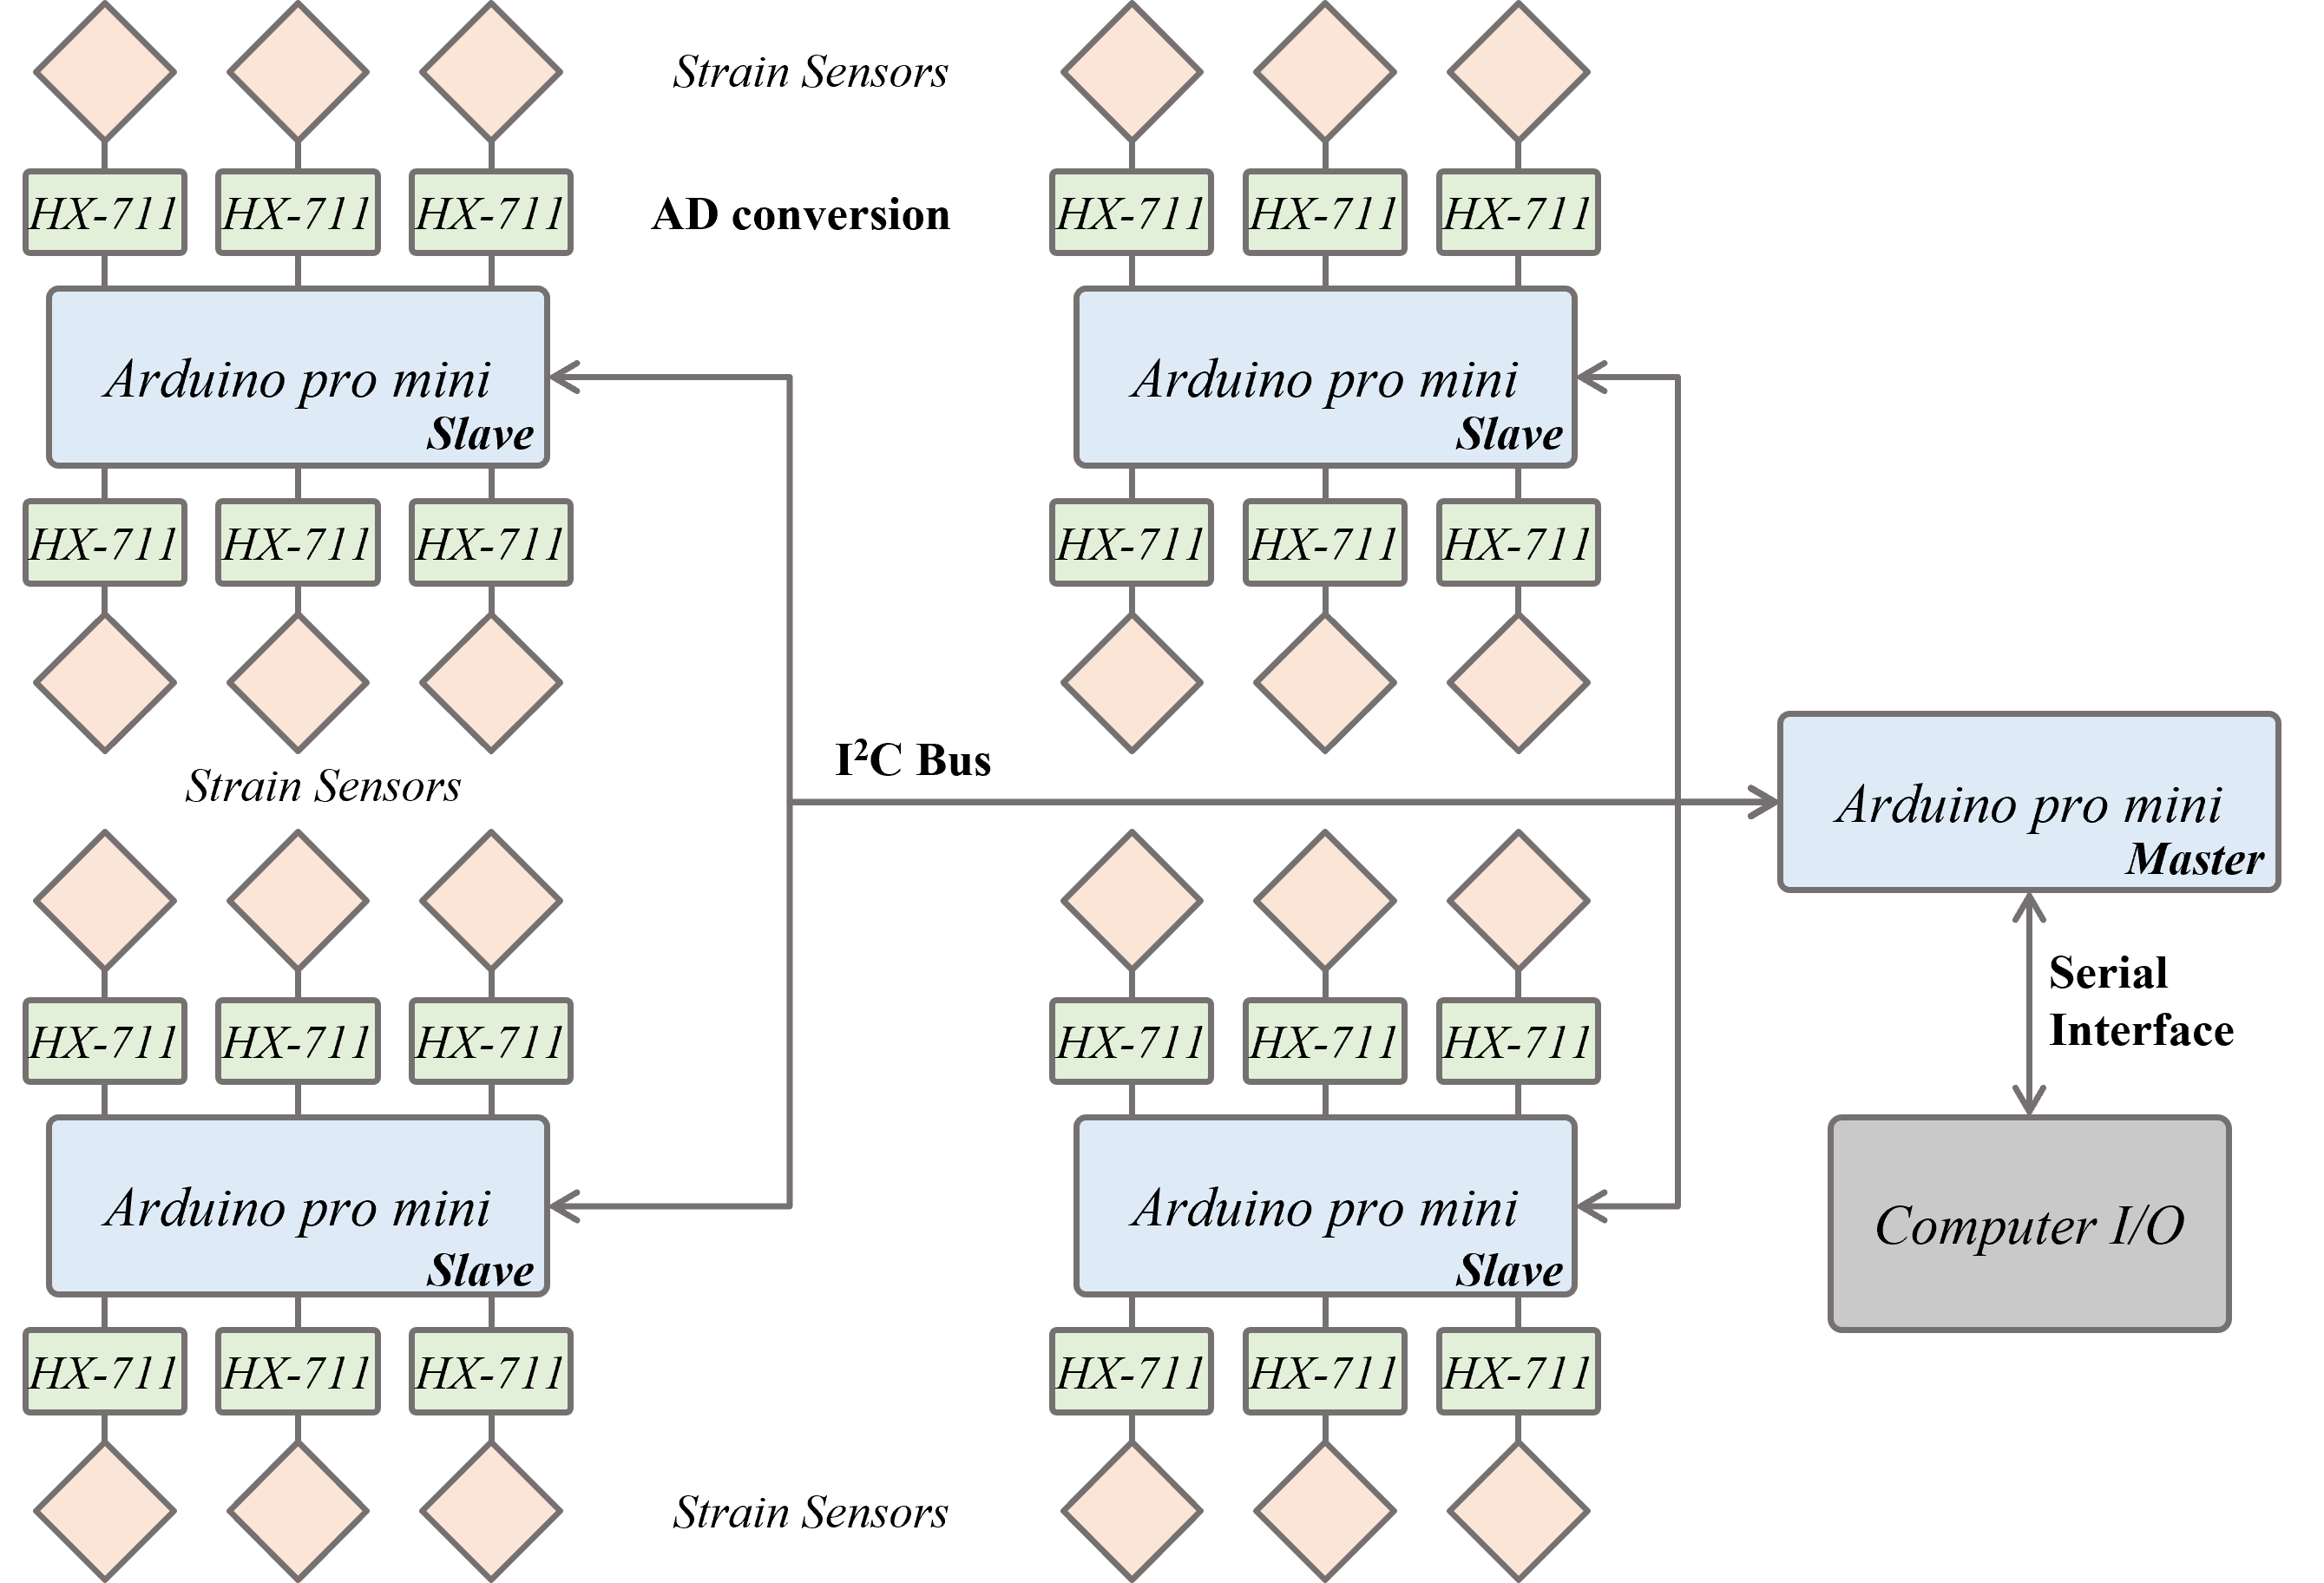 Strain Sensors
HX-711 HX-711 HX-711 AD conversion HX-711 HX-711 HX-711
Arduino pro mini Arduino pro mini
Slave Slave
HX-711 HX-711 HX-711 HX-711 HX-711 HX-711
I²C Bus
Strain Sensors
Arduino pro mini
Master
Serial
Interface
HX-711 HX-711 HX-711 HX-711 HX-711 HX-711
Arduino pro mini Arduino pro mini Computer I/O
Slave Slave
HX-711 HX-711 HX-711 HX-711 HX-711 HX-711
Strain Sensors